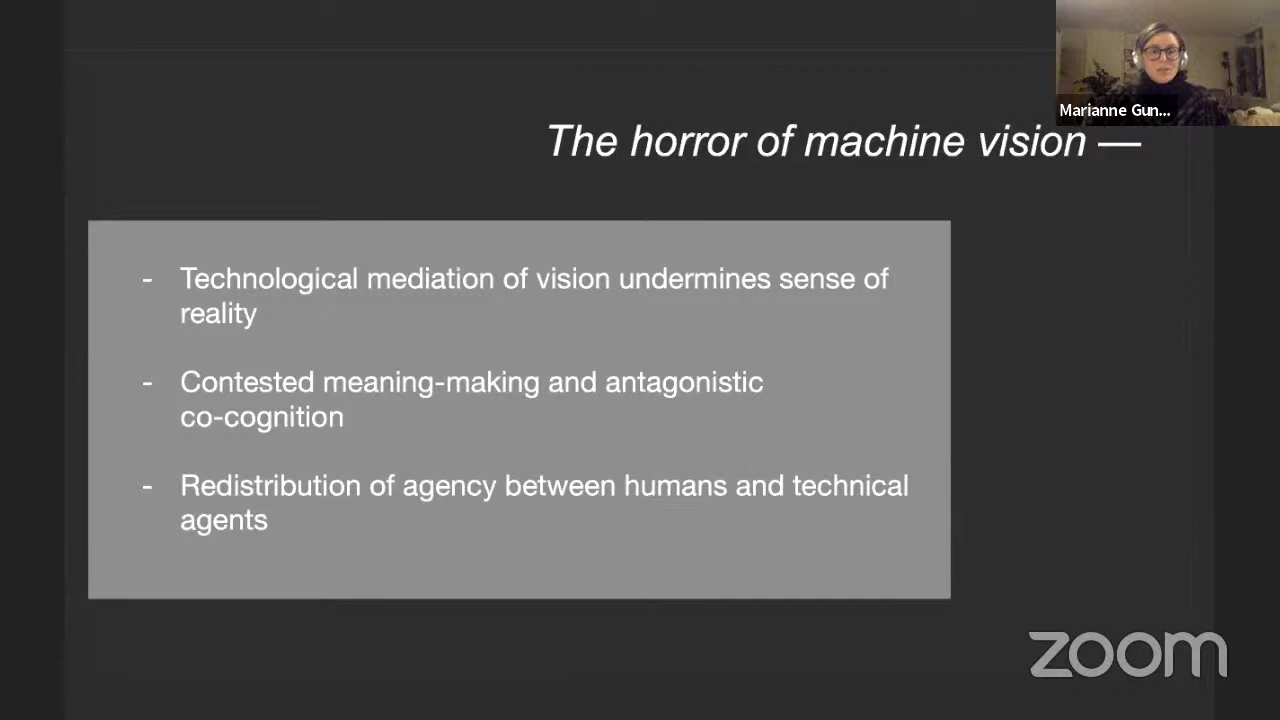 Marianne Gun...
The horror of machine vision —
- Technological mediation of vision undermines sense of
reality
- Contested meaning-making and antagonistic
co-cognition
- Redistribution of agency between humans and technical
agents
zoom